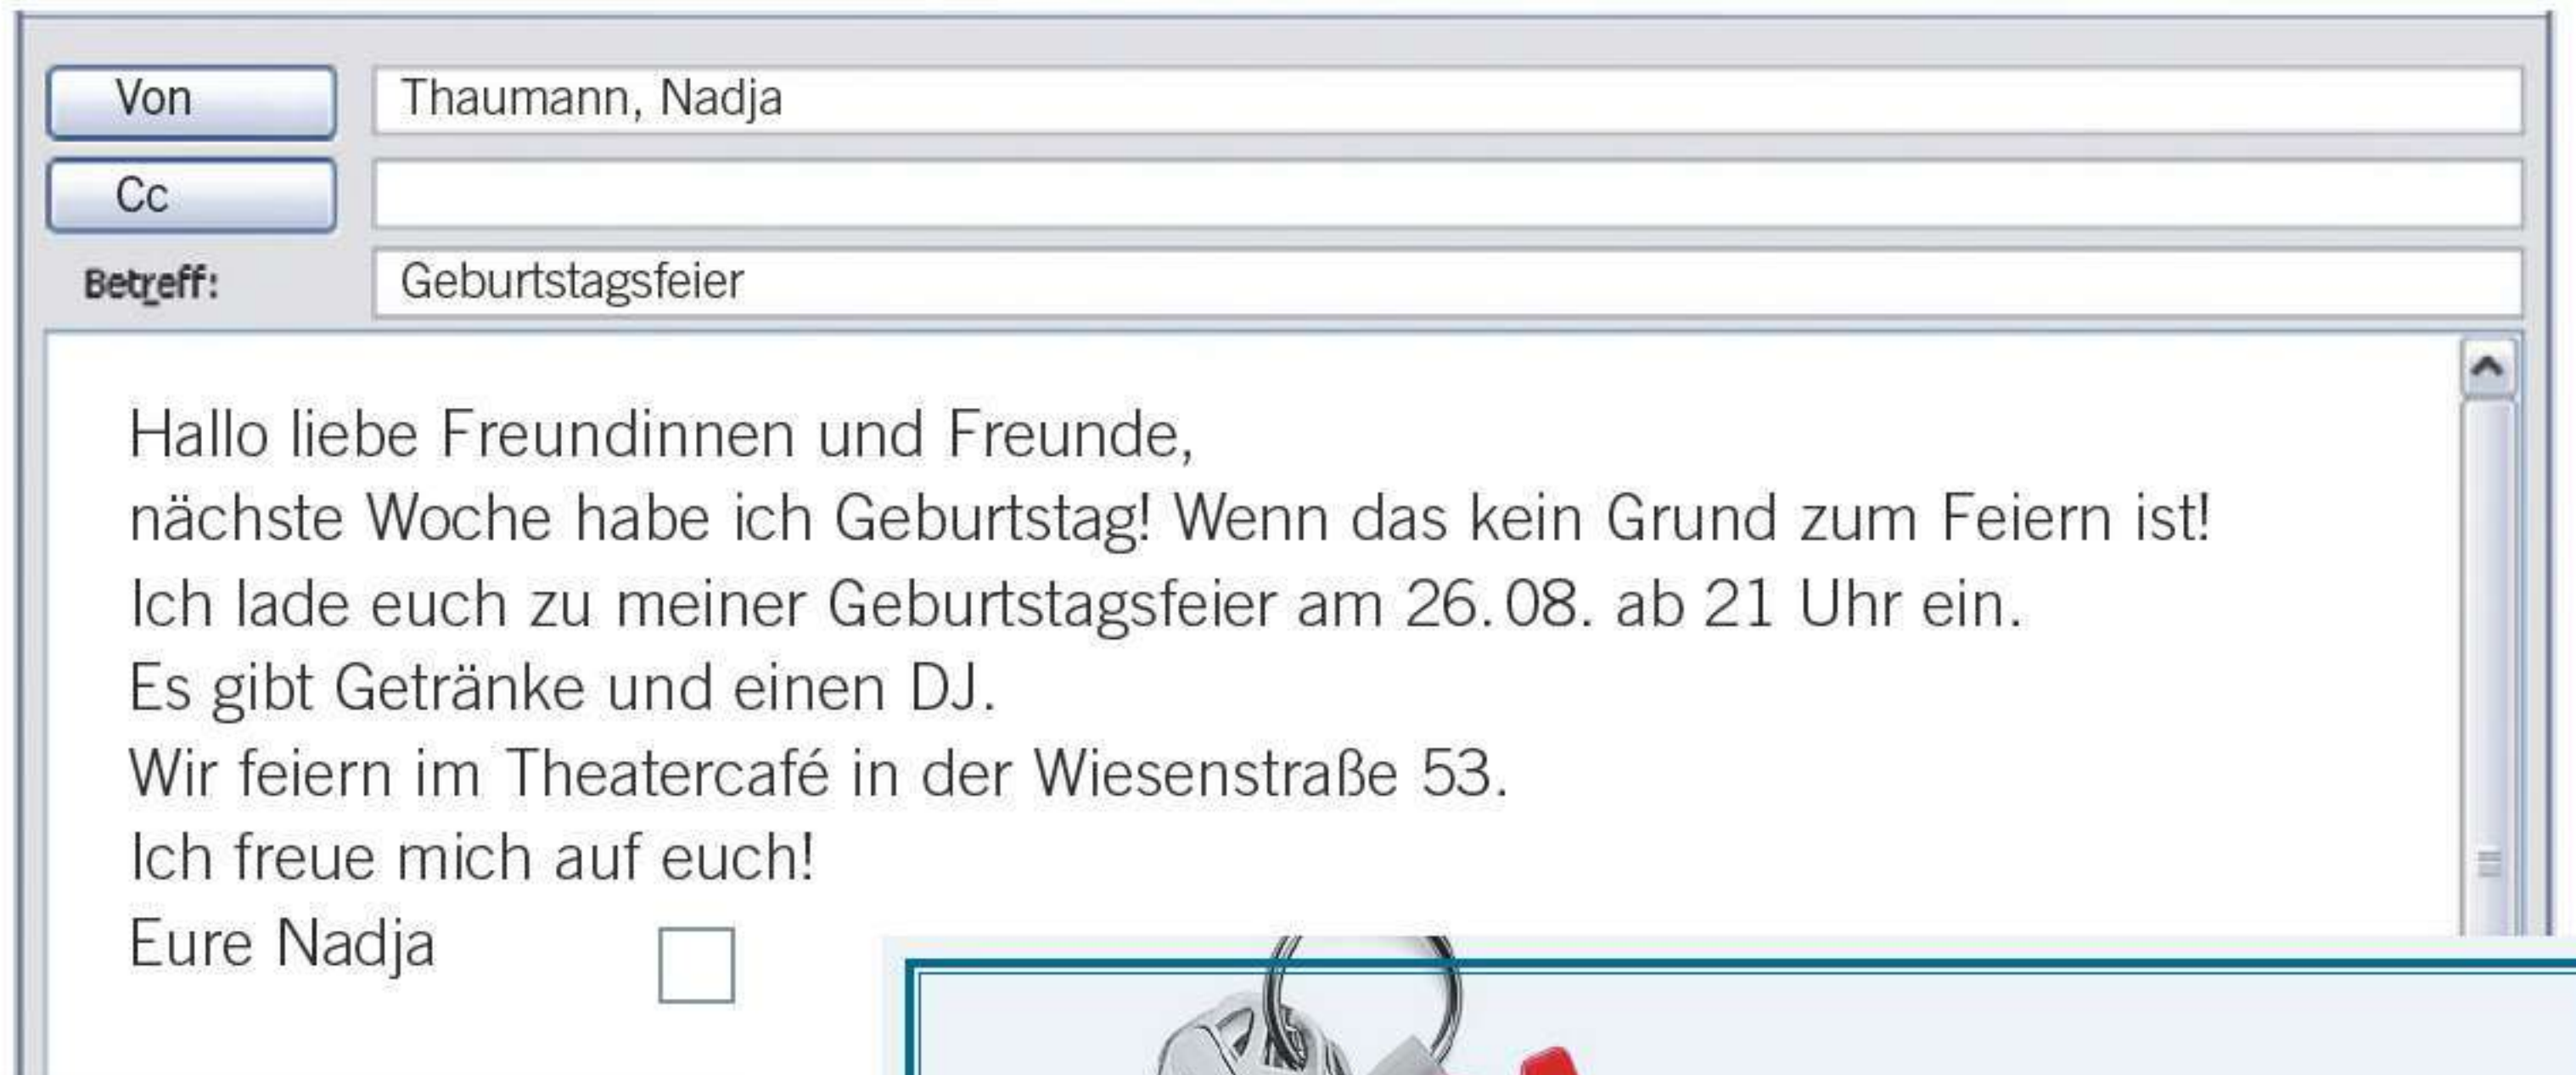 Von
Thaumann, Nadja
Cc
Betreff:
Geburtstagsfeier
Hallo liebe Freundinnen und Freunde,
nächste Woche habe ich Geburtstag! Wenn das kein Grund zum Feiern ist!
Ich lade euch zu meiner Geburtstagsfeier am 26.08. ab 21 Uhr ein.
Es gibt Getränke und einen DJ.
Wir feiern im Theatercafé in der Wiesenstraße 53.
Ich freue mich auf euch!
Eure Nadja